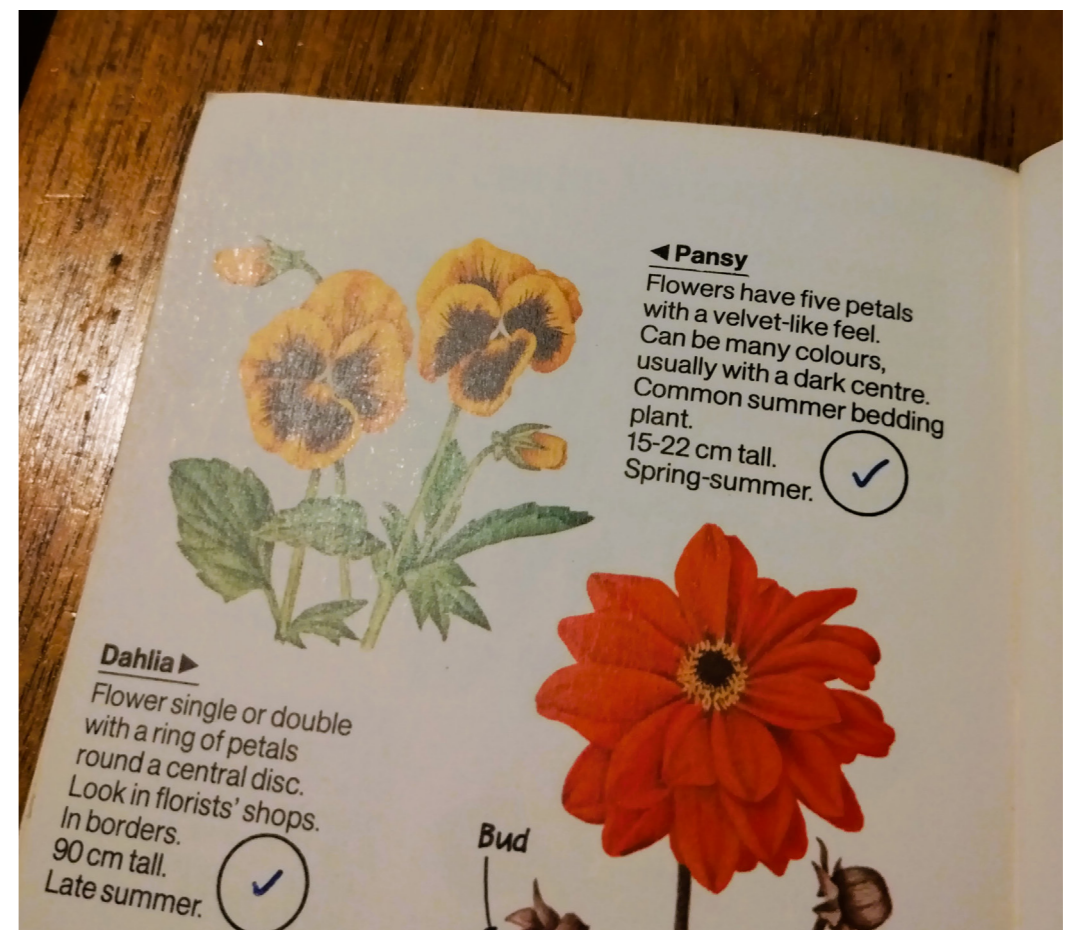 ◀ Pansy
Flowers have five petals
with a velvet-like feel.
Can be many colours,
usually with a dark centre.
Common summer bedding
plant.
15-22 cm tall.
Spring-summer.
Dahlia ▶
Flower single or double
with a ring of petals
round a central disc.
Look in florists' shops.
In borders.
90 cm tall.
Late summer.
Bud